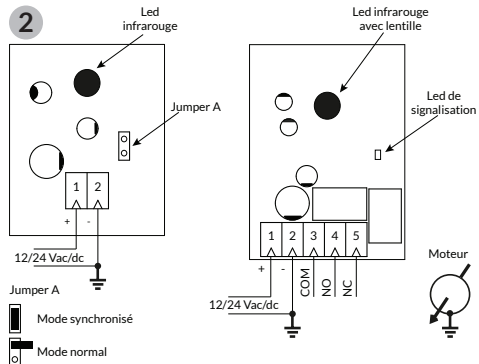 2
Led
infrarouge
Jumper A
1 2
+ -
12/24 Vac/dc
Jumper A
Mode synchronisé
Mode normal
Led infrarouge
avec lentille
Led de
signalisation
1 2 3 4 5
+ - COM NO NC
12/24 Vac/dc
Moteur